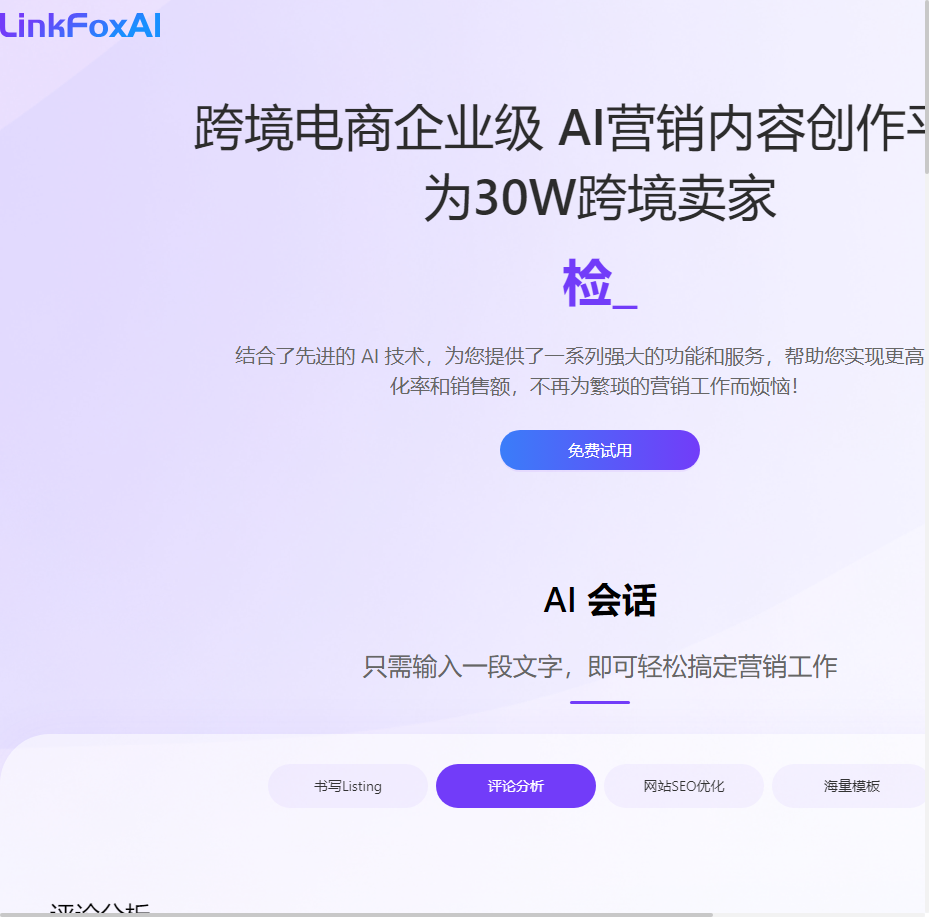 LinkFoxAI
跨境电商企业级 AI营销内容创作
为30W跨境卖家
检_
结合了先进的 AI 技术，为您提供了一系列强大的功能和服务，帮助您实现更高
化率和销售额，不再为繁琐的营销工作而烦恼！
免费试用
AI 会话
只需输入一段文字，即可轻松搞定营销工作
书写Listing
评论分析
网站SEO优化
海量模板
评论分析